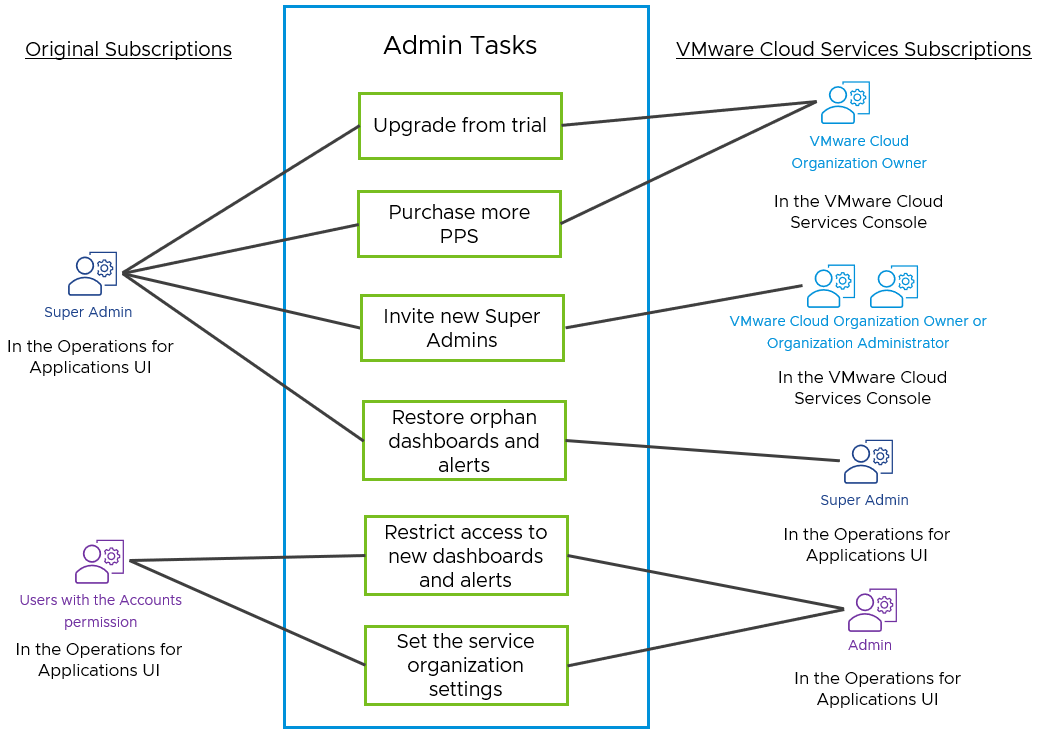 Original Subscriptions
Admin Tasks
VMware Cloud Services Subscriptions
Upgrade from trial
Purchase more
PPS
Invite new Super
Admins
Restore orphan
dashboards and
alerts
Restrict access to
new dashboards
and alerts
Set the service
organization
settings
Super Admin
In the Operations for
Applications UI
Users with the Accounts
permission
In the Operations for
Applications UI
VMware Cloud
Organization Owner
In the VMware Cloud
Services Console
VMware Cloud Organization Owner or
Organization Administrator
In the VMware Cloud
Services Console
Super Admin
In the Operations for
Applications UI
Admin
In the Operations for
Applications UI